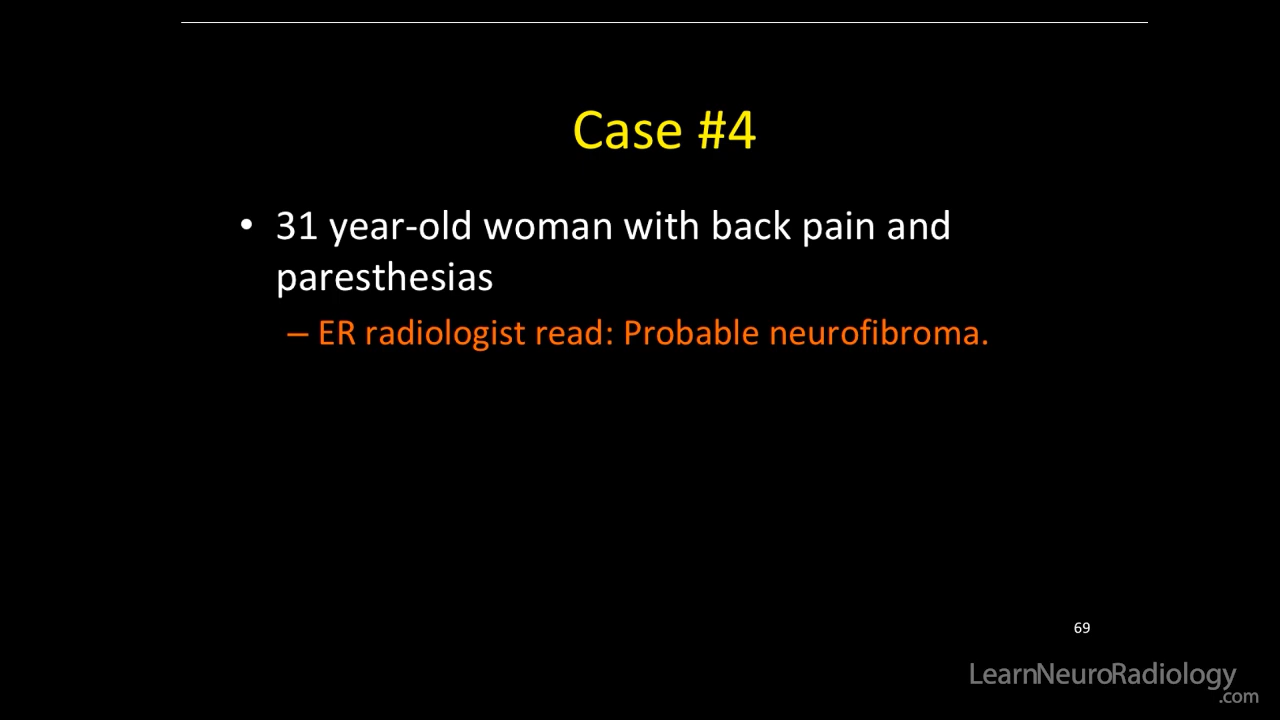 Case #4
• 31 year-old woman with back pain and
paresthesias
– ER radiologist read: Probable neurofibroma.
69
LearnNeuroRadiology
.com